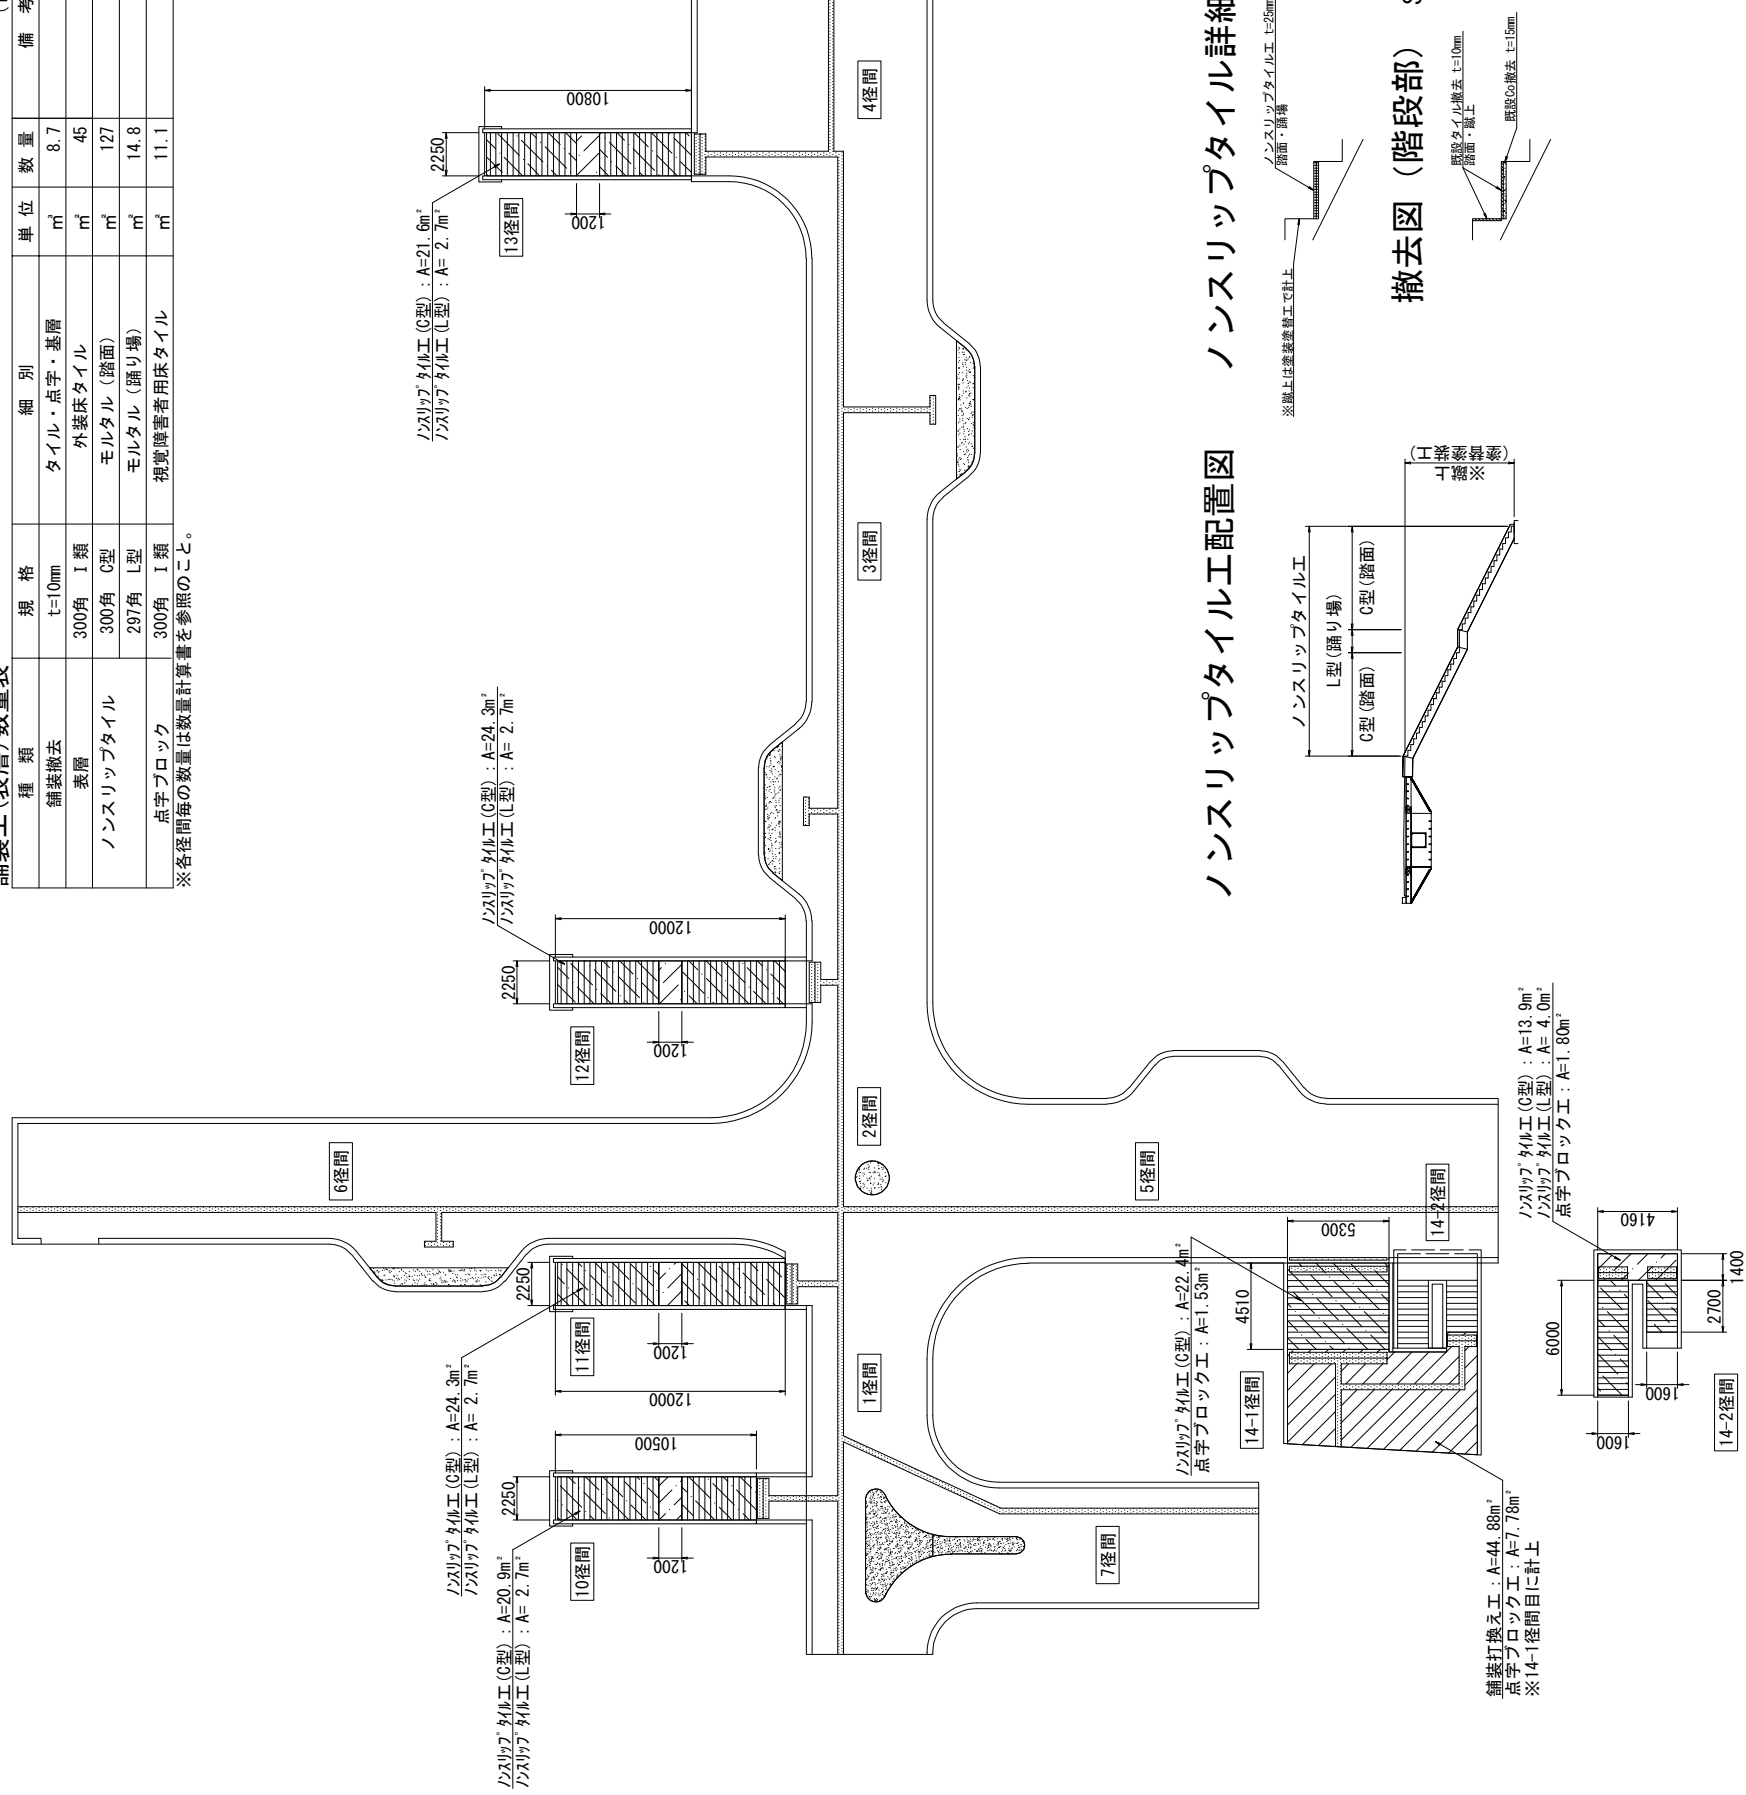 種　類　規　格　細　別　単 位　数 量　備　考
舗装撤去　t=10mm　タイル・点字・基層　m³　8.7
表層　300角　Ⅰ類　外装床タイル　m²　45
ノンスリップタイル　300角　C型　モルタル（踏面）　m²　127
297角　L型　モルタル（踊り場）　m²　14.8
点字ブロック　300角　Ⅰ類　視覚障害者用床タイル　m²　11.1
※各径間毎の数量は数量計算書を参照のこと。
ﾉﾝｽﾘｯﾌﾟﾀｲﾙ工(C型)：A=20.9m²
ﾉﾝｽﾘｯﾌﾟﾀｲﾙ工(L型)：A= 2.7m²
10径間
2250
10500
1200
ﾉﾝｽﾘｯﾌﾟﾀｲﾙ工(C型)：A=24.3m²
ﾉﾝｽﾘｯﾌﾟﾀｲﾙ工(L型)：A= 2.7m²
11径間
2250
12000
1200
ﾉﾝｽﾘｯﾌﾟﾀｲﾙ工(C型)：A=24.3m²
ﾉﾝｽﾘｯﾌﾟﾀｲﾙ工(L型)：A= 2.7m²
12径間
2250
12000
1200
ﾉﾝｽﾘｯﾌﾟﾀｲﾙ工(C型)：A=21.6m²
ﾉﾝｽﾘｯﾌﾟﾀｲﾙ工(L型)：A= 2.7m²
13径間
2250
10800
1200
6径間
1径間
2径間
3径間
4径間
7径間
5径間
ﾉﾝｽﾘｯﾌﾟﾀｲﾙ工(C型)：A=22.4m²
点字ブロック工：A=1.53m²
14-1径間
4510
5300
14-2径間
舗装打換え工：A=44.88m²
点字ブロック工：A=7.78m²
※14-1径間目に計上
ﾉﾝｽﾘｯﾌﾟﾀｲﾙ工(C型)：A=13.9m²
ﾉﾝｽﾘｯﾌﾟﾀｲﾙ工(L型)：A= 4.0m²
点字ブロック工：A=1.80m²
6000
4160
1600
1600
2700
1400
14-2径間
ノンスリップタイル工配置図
ノンスリップタイル工
L型(踊り場)
C型(踏面)
C型(踏面)
※蹴上
(塗替塗装工)
ノンスリップタイル詳細
ノンスリップタイル工 t=25mm
踏面・踊場
※蹴上は塗装塗替工で計上
撤去図（階段部）
既設タイル撤去 t=10mm
踏面・蹴上
既設Co撤去 t=15mm